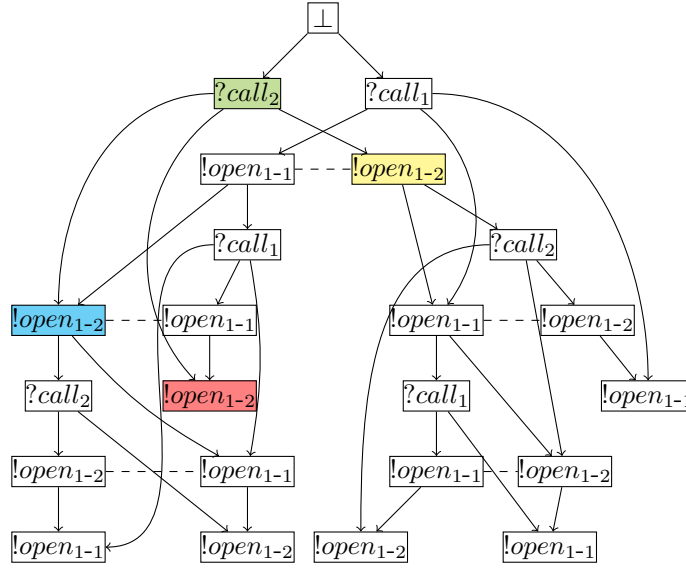 ⊥
?call₂ ?call₁
!open₁₋₁ !open₁₋₂
?call₁ ?call₂
!open₁₋₂ !open₁₋₁ !open₁₋₁ !open₁₋₂
?call₂ !open₁₋₂ ?call₁ !open₁₋₁
!open₁₋₂ !open₁₋₁ !open₁₋₁ !open₁₋₂
!open₁₋₁ !open₁₋₂ !open₁₋₂ !open₁₋₁